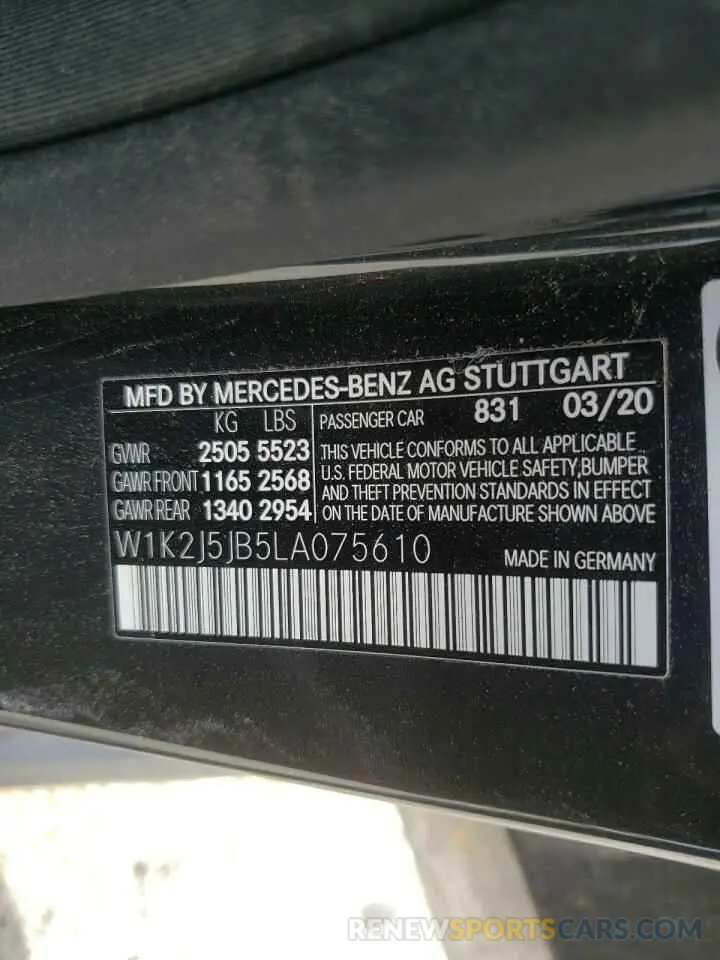 MFD BY MERCEDES-BENZ AG STUTTGART
KG LBS PASSENGER CAR 831 03/20
GVWR 2505 5523
GAWR FRONT 1165 2568
GAWR REAR 1340 2954
THIS VEHICLE CONFORMS TO ALL APPLICABLE
U.S. FEDERAL MOTOR VEHICLE SAFETY,BUMPER
AND THEFT PREVENTION STANDARDS IN EFFECT
ON THE DATE OF MANUFACTURE SHOWN ABOVE
W1K2J5JB5LA075610 MADE IN GERMANY
RENEWSPORTSCARS.COM